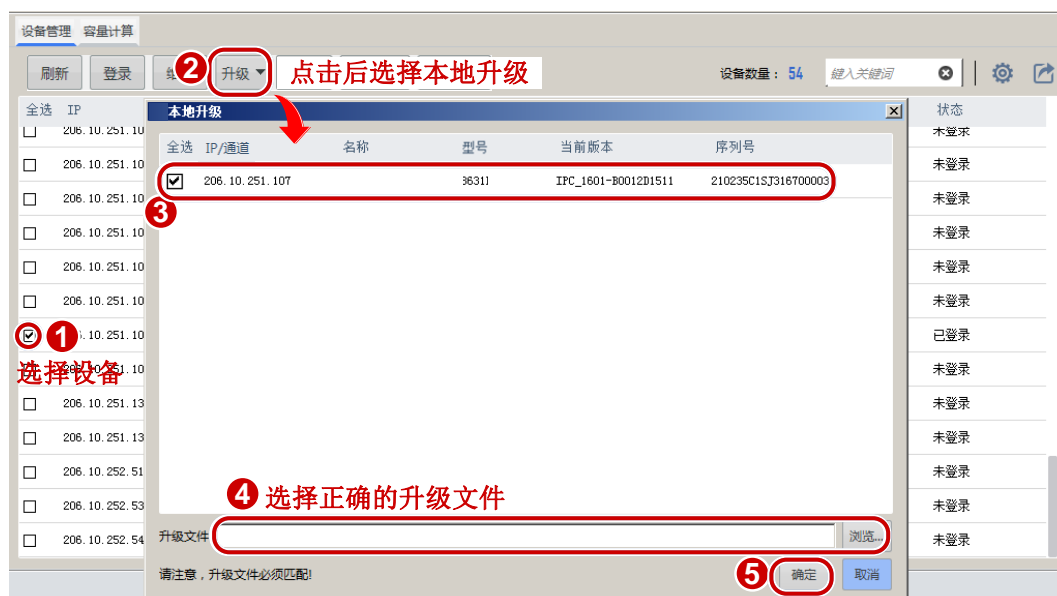 设备管理 容量计算
刷新 登录 2 升级 点击后选择本地升级 设备数量： 54 键入关键词
全选 IP 本地升级 状态
206.10.251.10 未登录
全选 IP/通道 名称 型号 当前版本 序列号
206.10.251.10 未登录
206.10.251.107 IPC_1601-B0012D1511 210235C1SJ316700003
206.10.251.10 未登录
3
206.10.251.10 未登录
206.10.251.10 未登录
206.10.251.10 未登录
1 .10.251.10 已登录
选择设备 未登录
206.10.251.13 未登录
206.10.251.13 未登录
206.10.252.51 未登录
4 选择正确的升级文件
206.10.252.53 未登录
升级文件 浏览...
206.10.252.54 未登录
请注意，升级文件必须匹配! 5 确定 取消